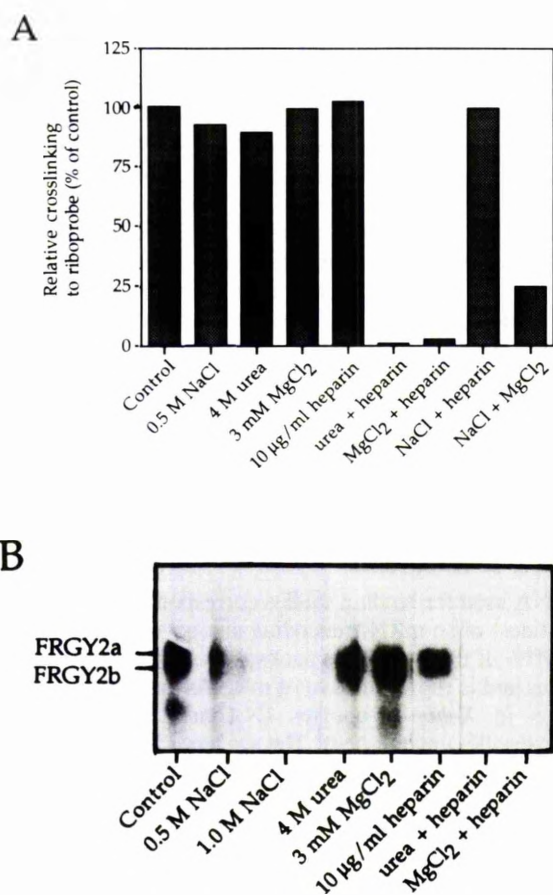 A
Relative crosslinking
to riboprobe (% of control)
125
100
75
50
25
0
Control
0.5 M NaCl
4 M urea
3 mM MgCl2
10 µg/ml heparin
urea + heparin
MgCl2 + heparin
NaCl + heparin
NaCl + MgCl2
B
FRGY2a
FRGY2b
Control
0.5 M NaCl
1.0 M NaCl
4 M urea
3 mM MgCl2
10 µg/ml heparin
urea + heparin
MgCl2 + heparin